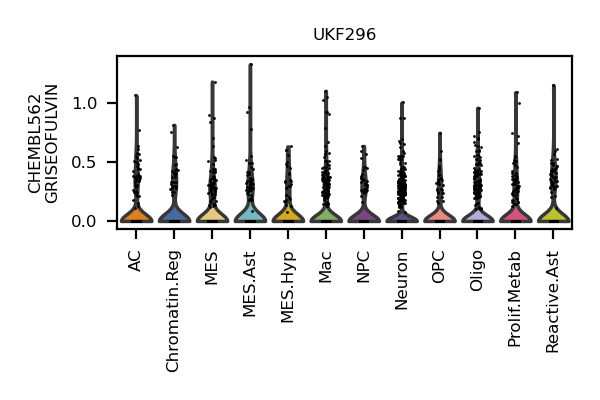 UKF296
CHEMBL562
GRISEOFULVIN
1.0
0.5
0.0
AC
Chromatin.Reg
MES
MES.Ast
MES.Hyp
Mac
NPC
Neuron
OPC
Oligo
Prolif.Metab
Reactive.Ast